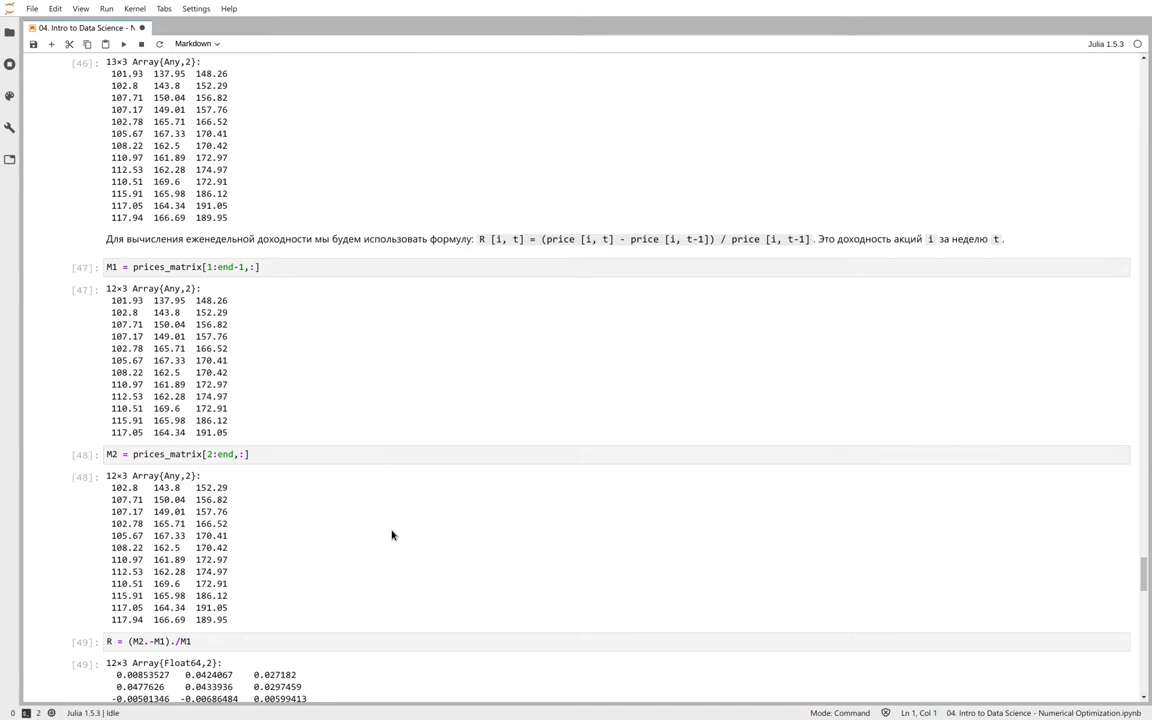 File Edit View Run Kernel Tabs Settings Help
04. Intro to Data Science - N
Markdown
Julia 1.5.3
[46]: 13×3 Array{Any,2}:
101.93 137.95 148.26
102.8 143.8 152.29
107.71 150.04 156.82
107.17 149.01 157.76
102.78 165.71 166.52
105.67 167.33 170.41
108.22 162.5 170.42
110.97 161.89 172.97
112.53 162.28 174.97
110.51 169.6 172.91
115.91 165.98 186.12
117.05 164.34 191.05
117.94 166.69 189.95
Для вычисления еженедельной доходности мы будем использовать формулу: R [i, t] = (price [i, t] - price [i, t-1]) / price [i, t-1]. Это доходность акций i за неделю t.
[47]: M1 = prices_matrix[1:end-1,:]
[47]: 12×3 Array{Any,2}:
101.93 137.95 148.26
102.8 143.8 152.29
107.71 150.04 156.82
107.17 149.01 157.76
102.78 165.71 166.52
105.67 167.33 170.41
108.22 162.5 170.42
110.97 161.89 172.97
112.53 162.28 174.97
110.51 169.6 172.91
115.91 165.98 186.12
117.05 164.34 191.05
[48]: M2 = prices_matrix[2:end,:]
[48]: 12×3 Array{Any,2}:
102.8 143.8 152.29
107.71 150.04 156.82
107.17 149.01 157.76
102.78 165.71 166.52
105.67 167.33 170.41
108.22 162.5 170.42
110.97 161.89 172.97
112.53 162.28 174.97
110.51 169.6 172.91
115.91 165.98 186.12
117.05 164.34 191.05
117.94 166.69 189.95
[49]: R = (M2.-M1)./M1
[49]: 12×3 Array{Float64,2}:
0.00853527 0.0424067 0.027182
0.0477626 0.0433936 0.0297459
-0.00501346 -0.00686484 0.00599413
0 2 Julia 1.5.3 | Idle Mode: Command Ln 1, Col 1 04. Intro to Data Science - Numerical Optimization.ipynb